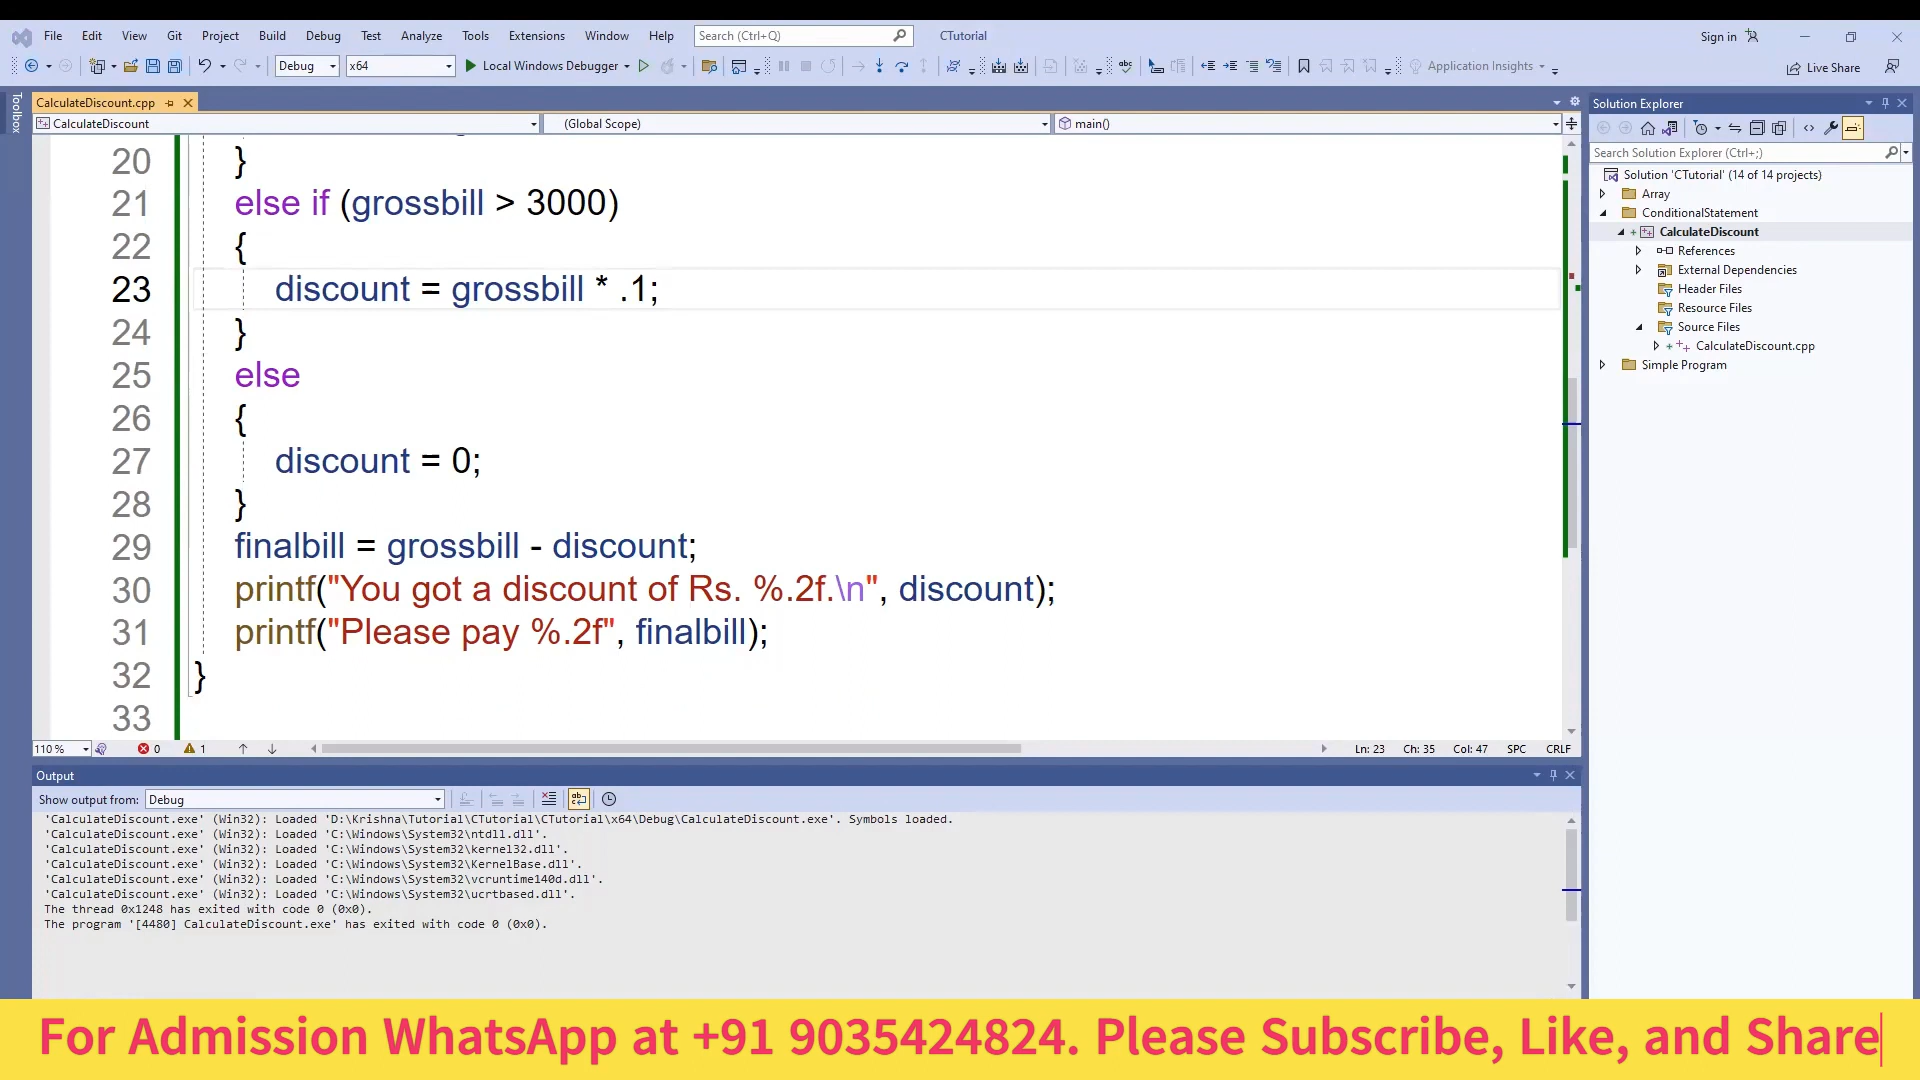 File Edit View Git Project Build Debug Test Analyze Tools Extensions Window Help Search (Ctrl+Q) CTutorial Sign in
Debug x64 Local Windows Debugger Application Insights Live Share
Toolbox
CalculateDiscount.cpp
CalculateDiscount (Global Scope) main()
20 }
21 else if (grossbill > 3000)
22 {
23 discount = grossbill * .1;
24 }
25 else
26 {
27 discount = 0;
28 }
29 finalbill = grossbill - discount;
30 printf("You got a discount of Rs. %.2f.\n", discount);
31 printf("Please pay %.2f", finalbill);
32 }
33
110 % 0 1 Ln: 23 Ch: 35 Col: 47 SPC CRLF
Output
Show output from: Debug
'CalculateDiscount.exe' (Win32): Loaded 'D:\Krishna\Tutorial\CTutorial\CTutorial\x64\Debug\CalculateDiscount.exe'. Symbols loaded.
'CalculateDiscount.exe' (Win32): Loaded 'C:\Windows\System32\ntdll.dll'.
'CalculateDiscount.exe' (Win32): Loaded 'C:\Windows\System32\kernel32.dll'.
'CalculateDiscount.exe' (Win32): Loaded 'C:\Windows\System32\KernelBase.dll'.
'CalculateDiscount.exe' (Win32): Loaded 'C:\Windows\System32\vcruntime140d.dll'.
'CalculateDiscount.exe' (Win32): Loaded 'C:\Windows\System32\ucrtbased.dll'.
The thread 0x1248 has exited with code 0 (0x0).
The program '[4480] CalculateDiscount.exe' has exited with code 0 (0x0).
Solution Explorer
Search Solution Explorer (Ctrl+;)
Solution 'CTutorial' (14 of 14 projects)
Array
ConditionalStatement
CalculateDiscount
References
External Dependencies
Header Files
Resource Files
Source Files
CalculateDiscount.cpp
Simple Program
For Admission WhatsApp at +91 9035424824. Please Subscribe, Like, and Share